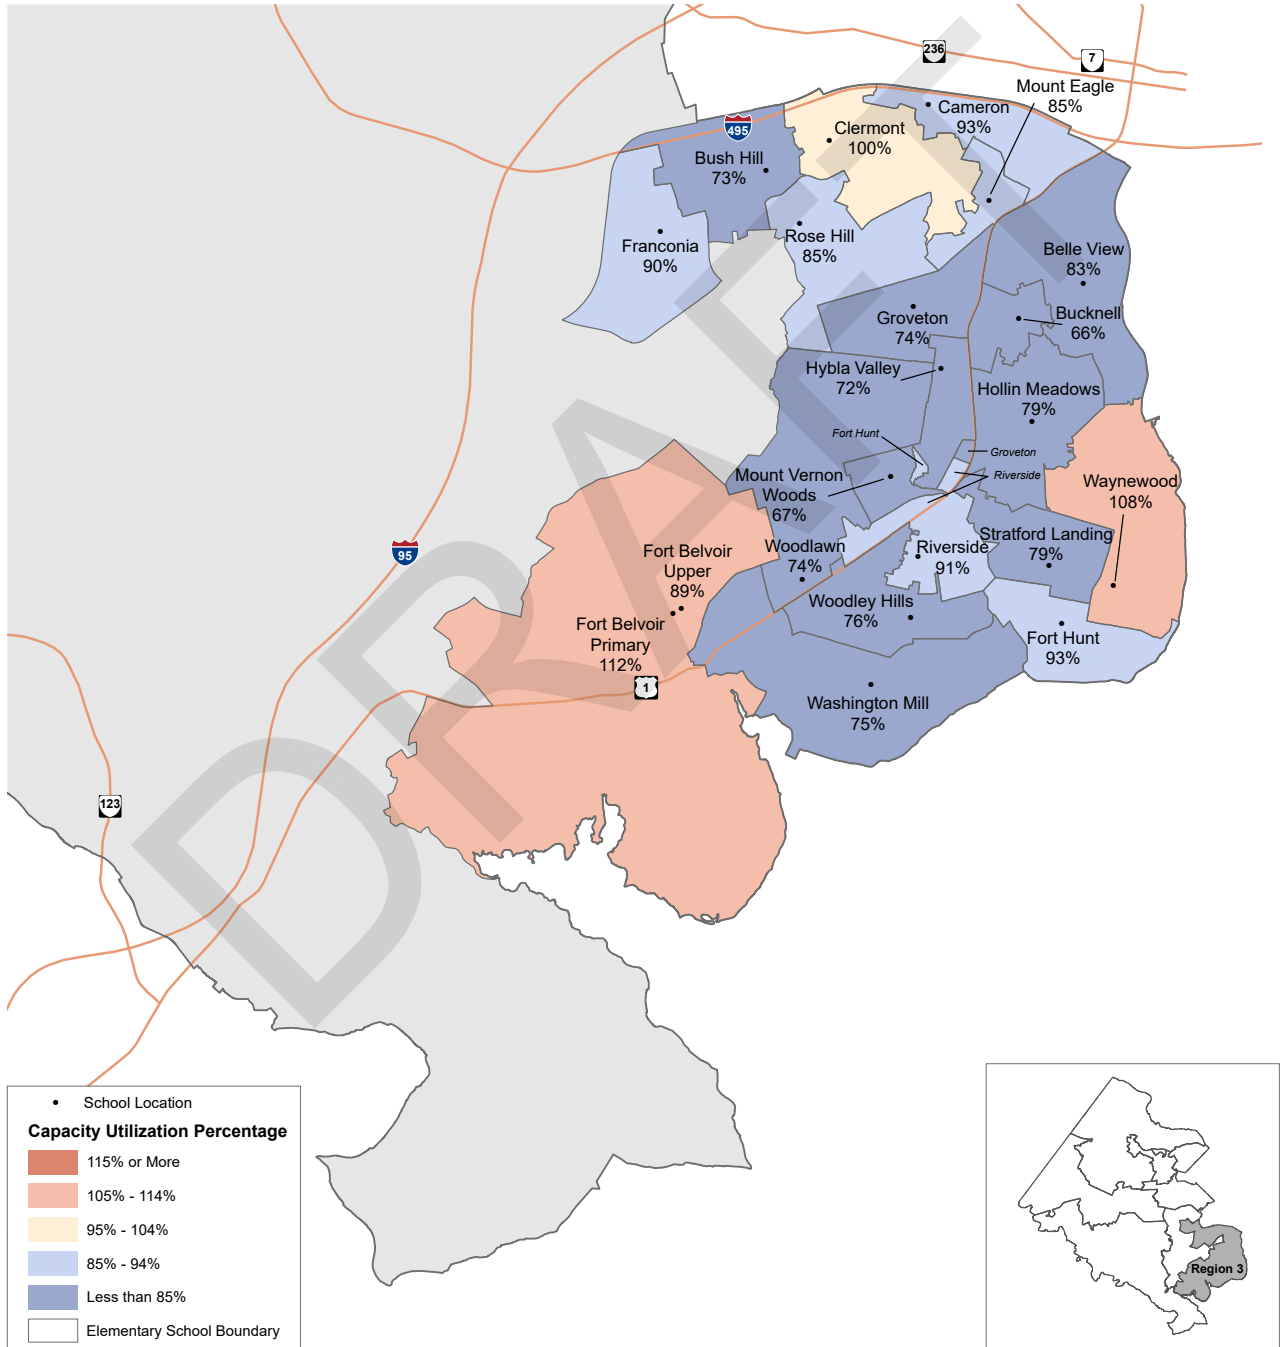 236
7
Mount Eagle
85%
Cameron
93%
495
Clermont
100%
Bush Hill
73%
Franconia
90%
Rose Hill
85%
Belle View
83%
Groveton
74%
Bucknell
66%
Hybla Valley
72%
Hollin Meadows
79%
Fort Hunt
Groveton
Riverside
Mount Vernon
Woods
67%
Waynewood
108%
95
Fort Belvoir
Upper
89%
Woodlawn
74%
Riverside
91%
Stratford Landing
79%
Woodley Hills
76%
Fort Belvoir
Primary
112%
Fort Hunt
93%
1
Washington Mill
75%
123
DRAFT
School Location
Capacity Utilization Percentage
115% or More
105% - 114%
95% - 104%
85% - 94%
Less than 85%
Elementary School Boundary
Region 3